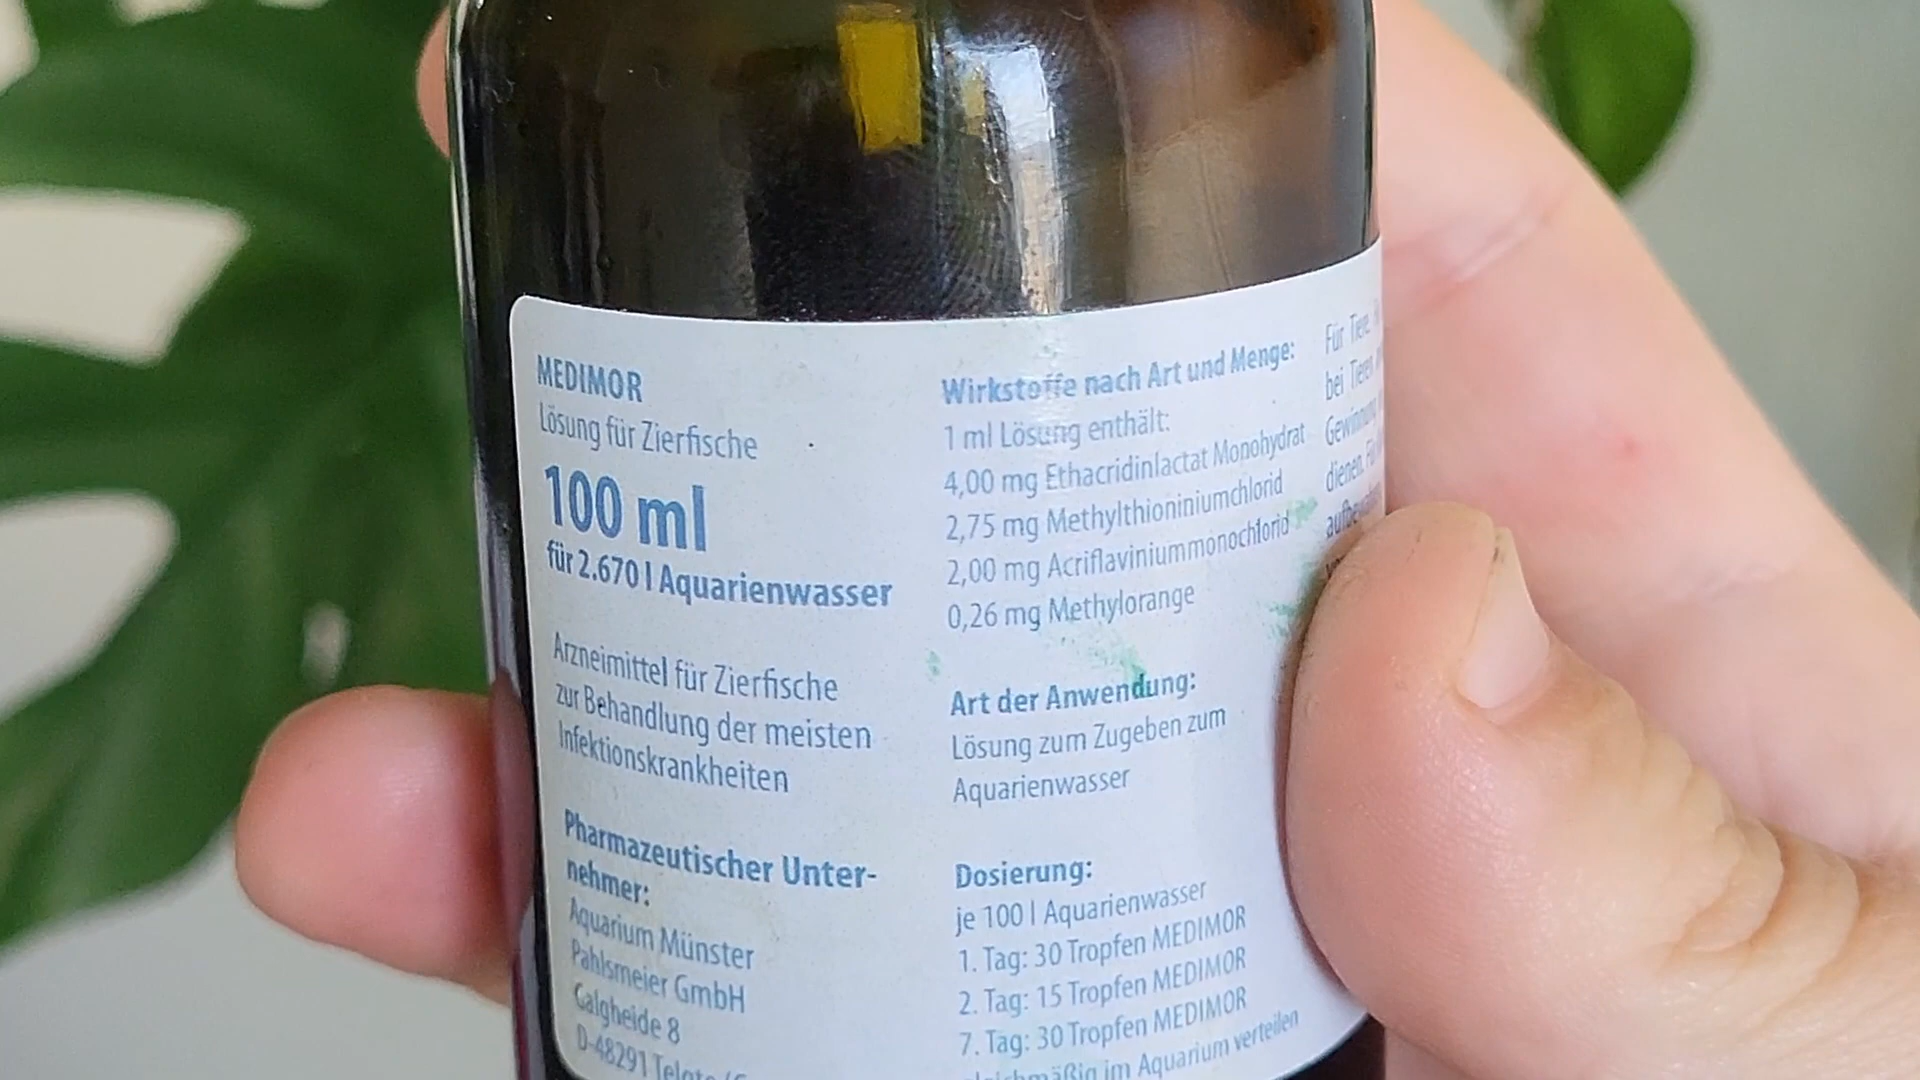 MEDIMOR
Lösung für Zierfische
100 ml
für 2.670 l Aquarienwasser
Arzneimittel für Zierfische
zur Behandlung der meisten
Infektionskrankheiten
Pharmazeutischer Unter-
nehmer:
Aquarium Münster
Pahlsmeier GmbH
Galgheide 8
D-48291 Telgte
Wirkstoffe nach Art und Menge:
1 ml Lösung enthält:
4,00 mg Ethacridinlactat Monohydrat
2,75 mg Methylthioniniumchlorid
2,00 mg Acriflaviniummonochlorid
0,26 mg Methylorange
Art der Anwendung:
Lösung zum Zugeben zum
Aquarienwasser
Dosierung:
je 100 l Aquarienwasser
1. Tag: 30 Tropfen MEDIMOR
2. Tag: 15 Tropfen MEDIMOR
7. Tag: 30 Tropfen MEDIMOR
gleichmäßig im Aquarium verteilen
Für Tiere.
bei Tieren
Gewinnung
dienen.